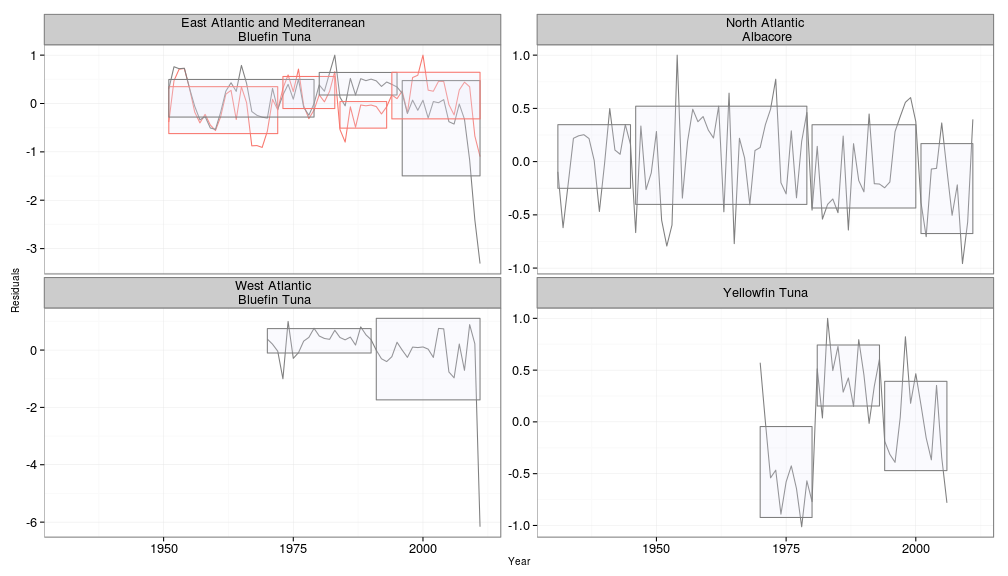 East Atlantic and Mediterranean
Bluefin Tuna
North Atlantic
Albacore
1
0
-1
-2
-3
1.0
0.5
0.0
-0.5
-1.0
West Atlantic
Bluefin Tuna
Yellowfin Tuna
0
-2
-4
-6
1.0
0.5
0.0
-0.5
-1.0
1950
1975
2000
1950
1975
2000
Residuals
Year